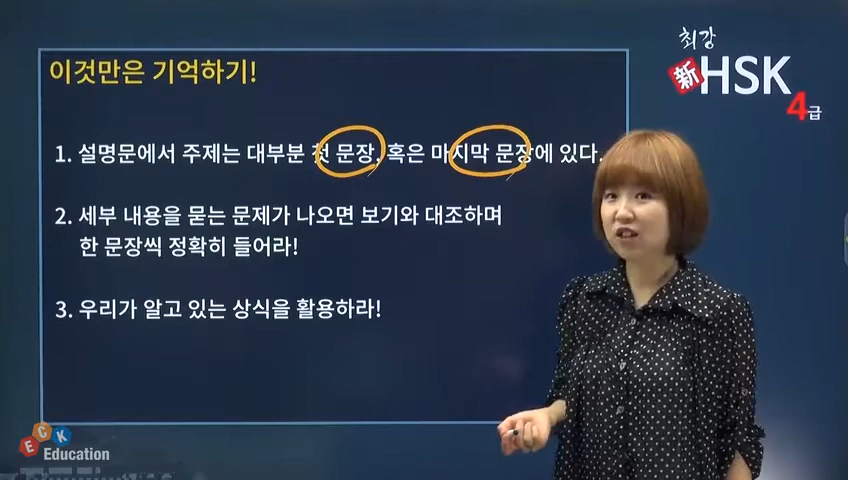 최강
新HSK
4급
이것만은 기억하기!
1. 설명문에서 주제는 대부분 첫 문장, 혹은 마지막 문장에 있다.
2. 세부 내용을 묻는 문제가 나오면 보기와 대조하며
한 문장씩 정확히 들어라!
3. 우리가 알고 있는 상식을 활용하라!
ECK
Education